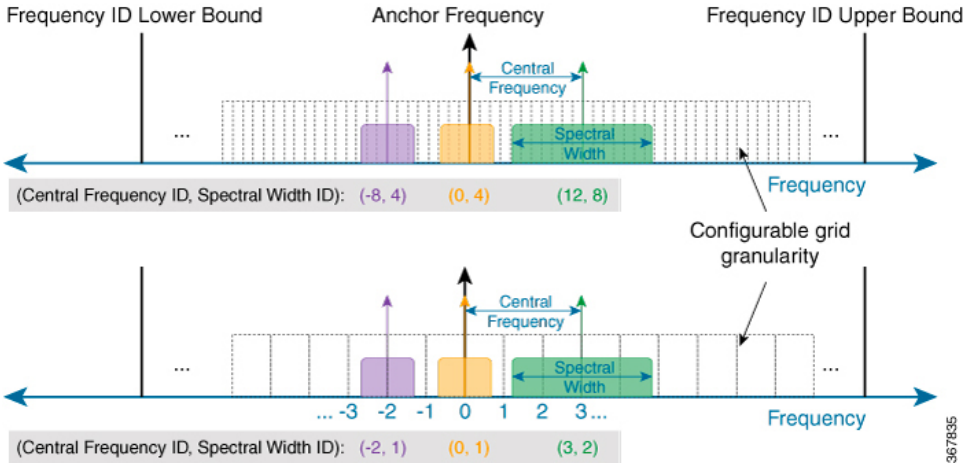 Frequency ID Lower Bound
Anchor Frequency
Frequency ID Upper Bound
Central
Frequency
...
...
Spectral
Width
Frequency
(Central Frequency ID, Spectral Width ID): (-8, 4) (0, 4) (12, 8)
Configurable grid
granularity
Central
Frequency
...
...
Spectral
Width
... -3 -2 -1 0 1 2 3...
Frequency
(Central Frequency ID, Spectral Width ID): (-2, 1) (0, 1) (3, 2)
367835